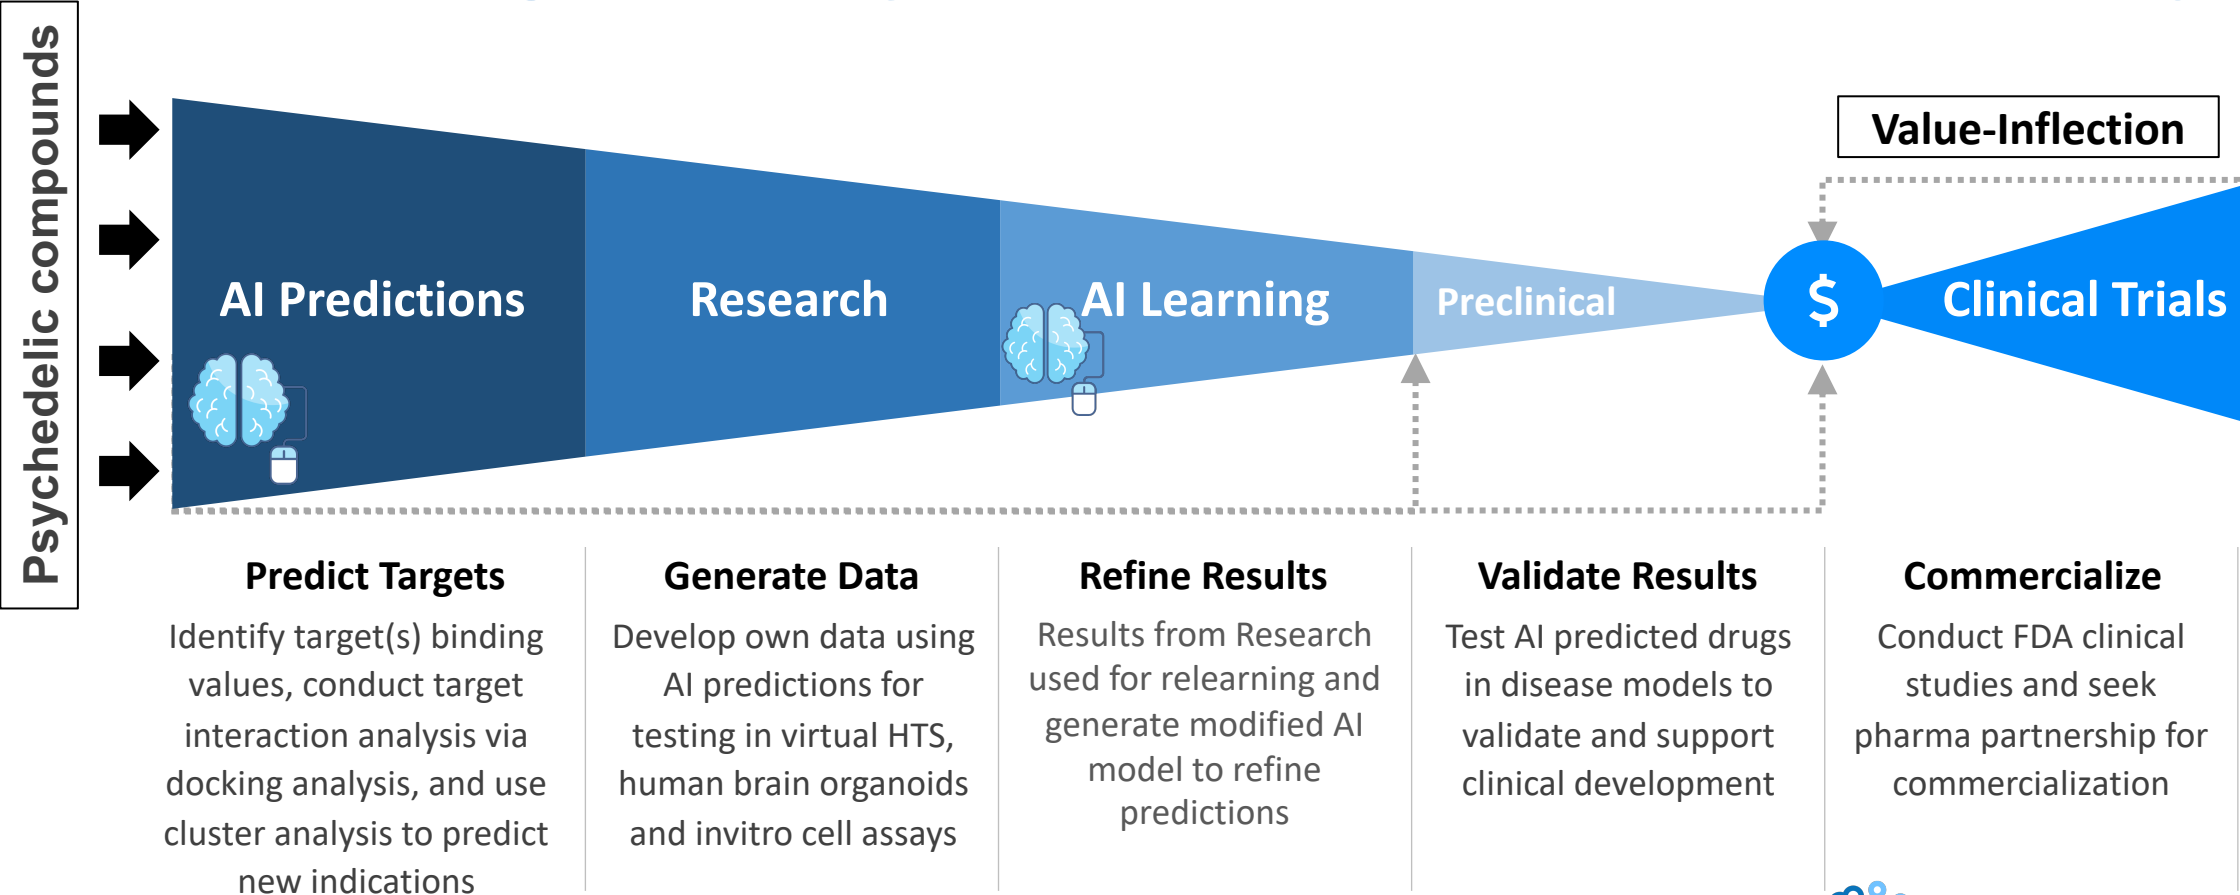 Psychedelic compounds
Value-Inflection
AI Predictions
Research
AI Learning
Preclinical
$
Clinical Trials
Predict Targets
Identify target(s) binding
values, conduct target
interaction analysis via
docking analysis, and use
cluster analysis to predict
new indications
Generate Data
Develop own data using
AI predictions for
testing in virtual HTS,
human brain organoids
and invitro cell assays
Refine Results
Results from Research
used for relearning and
generate modified AI
model to refine
predictions
Validate Results
Test AI predicted drugs
in disease models to
validate and support
clinical development
Commercialize
Conduct FDA clinical
studies and seek
pharma partnership for
commercialization